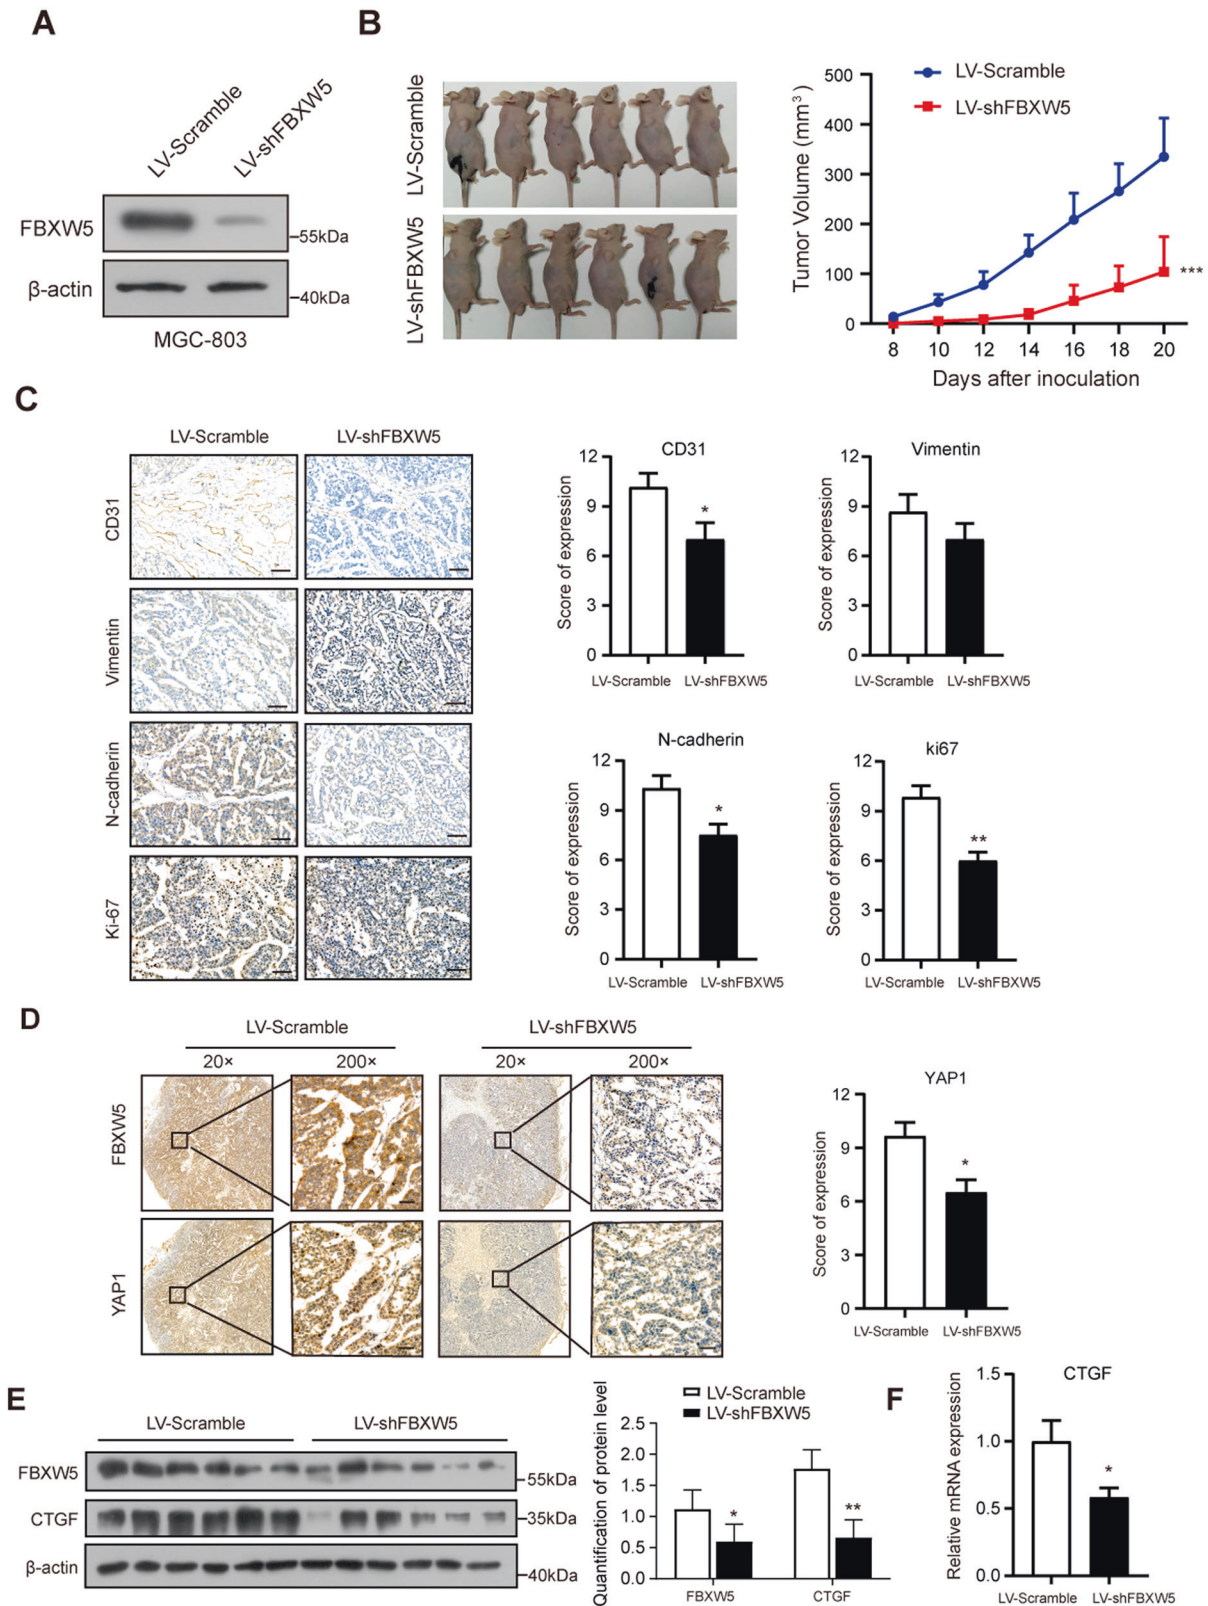 A
LV-Scramble
LV-shFBXW5
FBXW5
55kDa
β-actin
40kDa
MGC-803
B
LV-Scramble
LV-shFBXW5
Tumor Volume (mm³)
500
400
300
200
100
0
LV-Scramble
LV-shFBXW5
***
8 10 12 14 16 18 20
Days after inoculation
C
LV-Scramble LV-shFBXW5
CD31
Vimentin
N-cadherin
Ki-67
CD31
Score of expression
12
9
6
3
0
*
LV-Scramble LV-shFBXW5
Vimentin
Score of expression
12
9
6
3
0
LV-Scramble LV-shFBXW5
N-cadherin
Score of expression
12
9
6
3
0
*
LV-Scramble LV-shFBXW5
ki67
Score of expression
12
9
6
3
0
**
LV-Scramble LV-shFBXW5
D
LV-Scramble LV-shFBXW5
20× 200× 20× 200×
FBXW5
YAP1
YAP1
Score of expression
12
9
6
3
0
*
LV-Scramble LV-shFBXW5
E
LV-Scramble LV-shFBXW5
FBXW5
55kDa
CTGF
35kDa
β-actin
40kDa
LV-Scramble
LV-shFBXW5
Quantification of protein level
2.5
2.0
1.5
1.0
0.5
0.0
*
**
FBXW5 CTGF
F
CTGF
Relative mRNA expression
1.5
1.0
0.5
0.0
*
LV-Scramble LV-shFBXW5